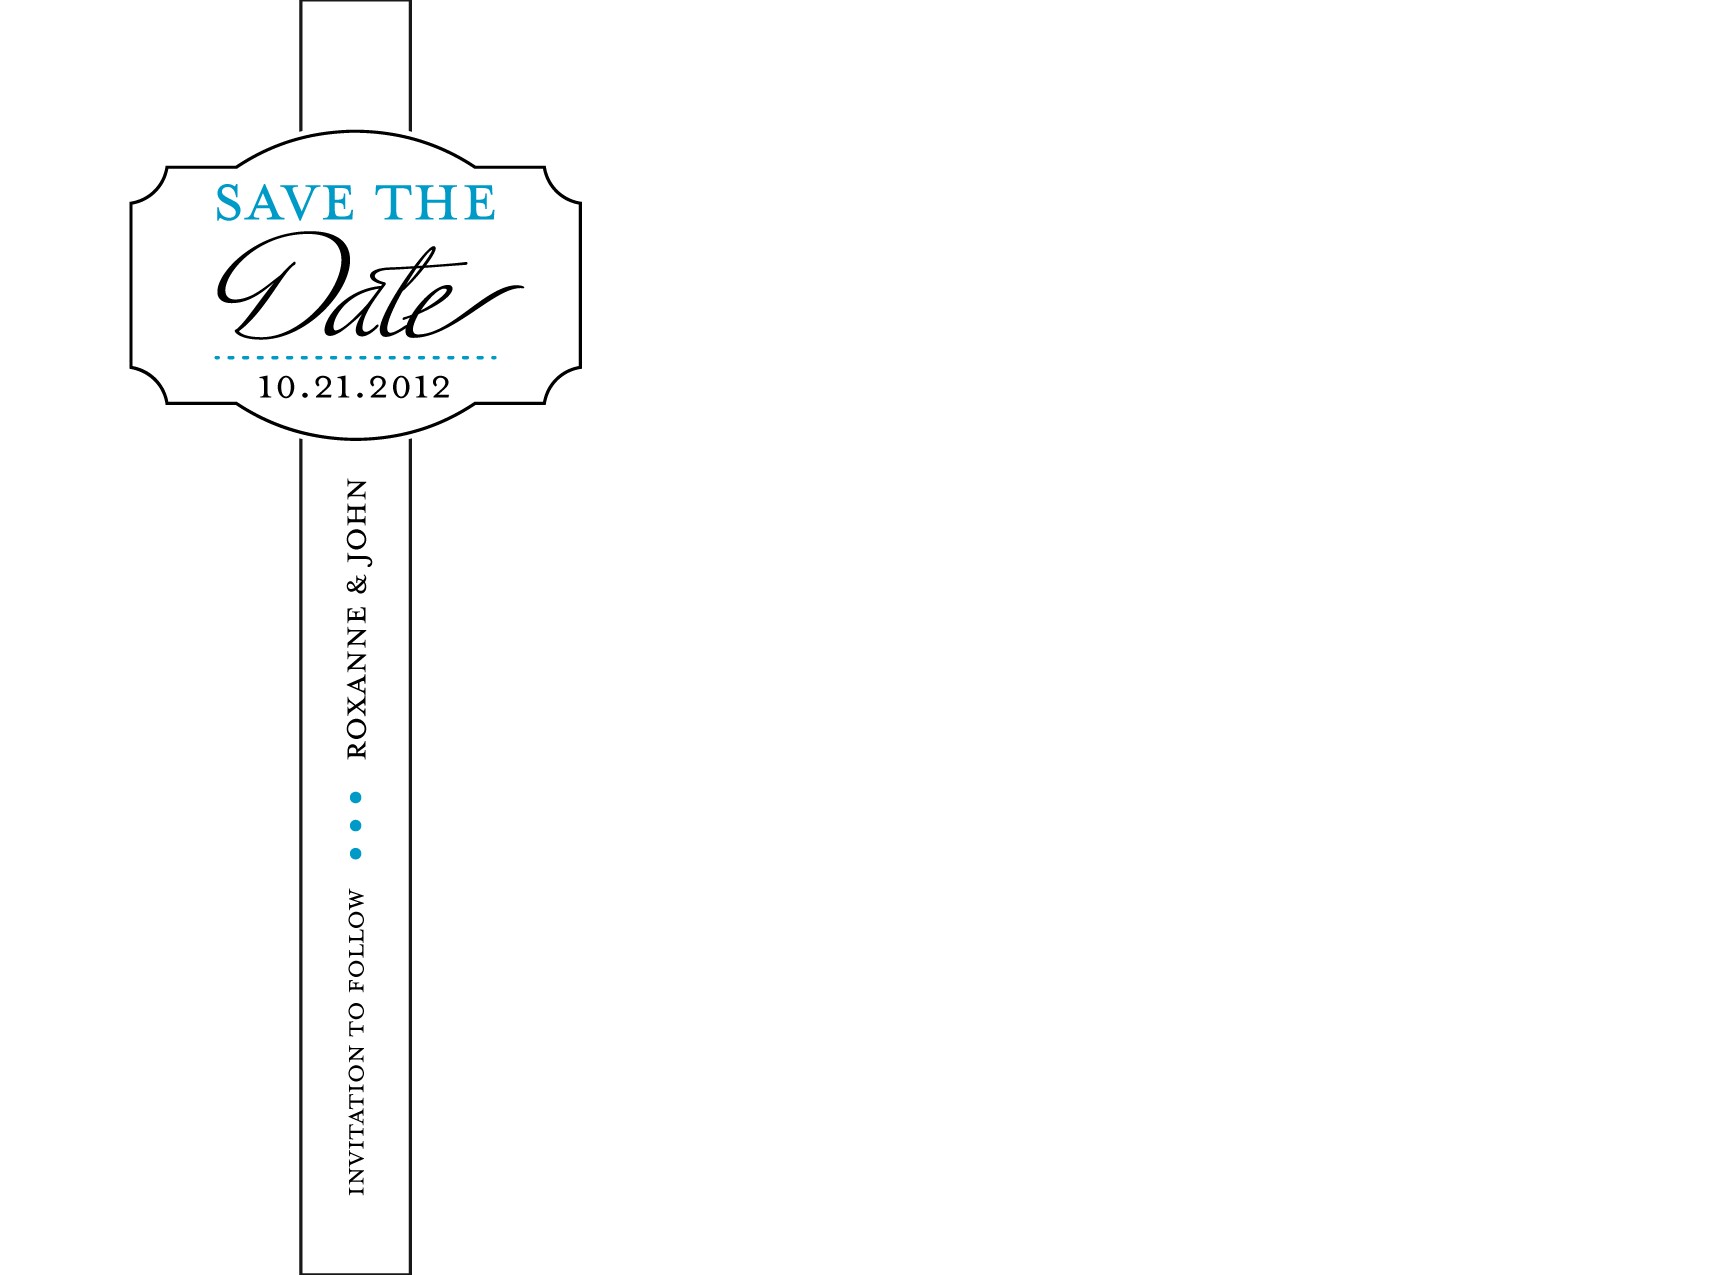 SAVE THE
Date
10.21.2012
INVITATION TO FOLLOW • • • ROXANNE & JOHN